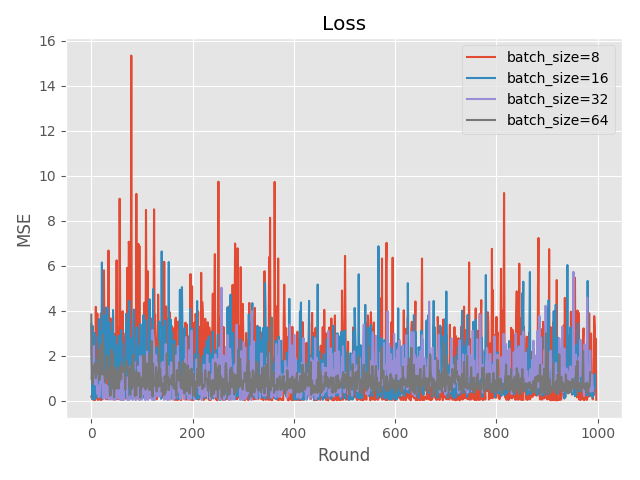 Loss
MSE
16
14
12
10
8
6
4
2
0
batch_size=8
batch_size=16
batch_size=32
batch_size=64
0 200 400 600 800 1000
Round